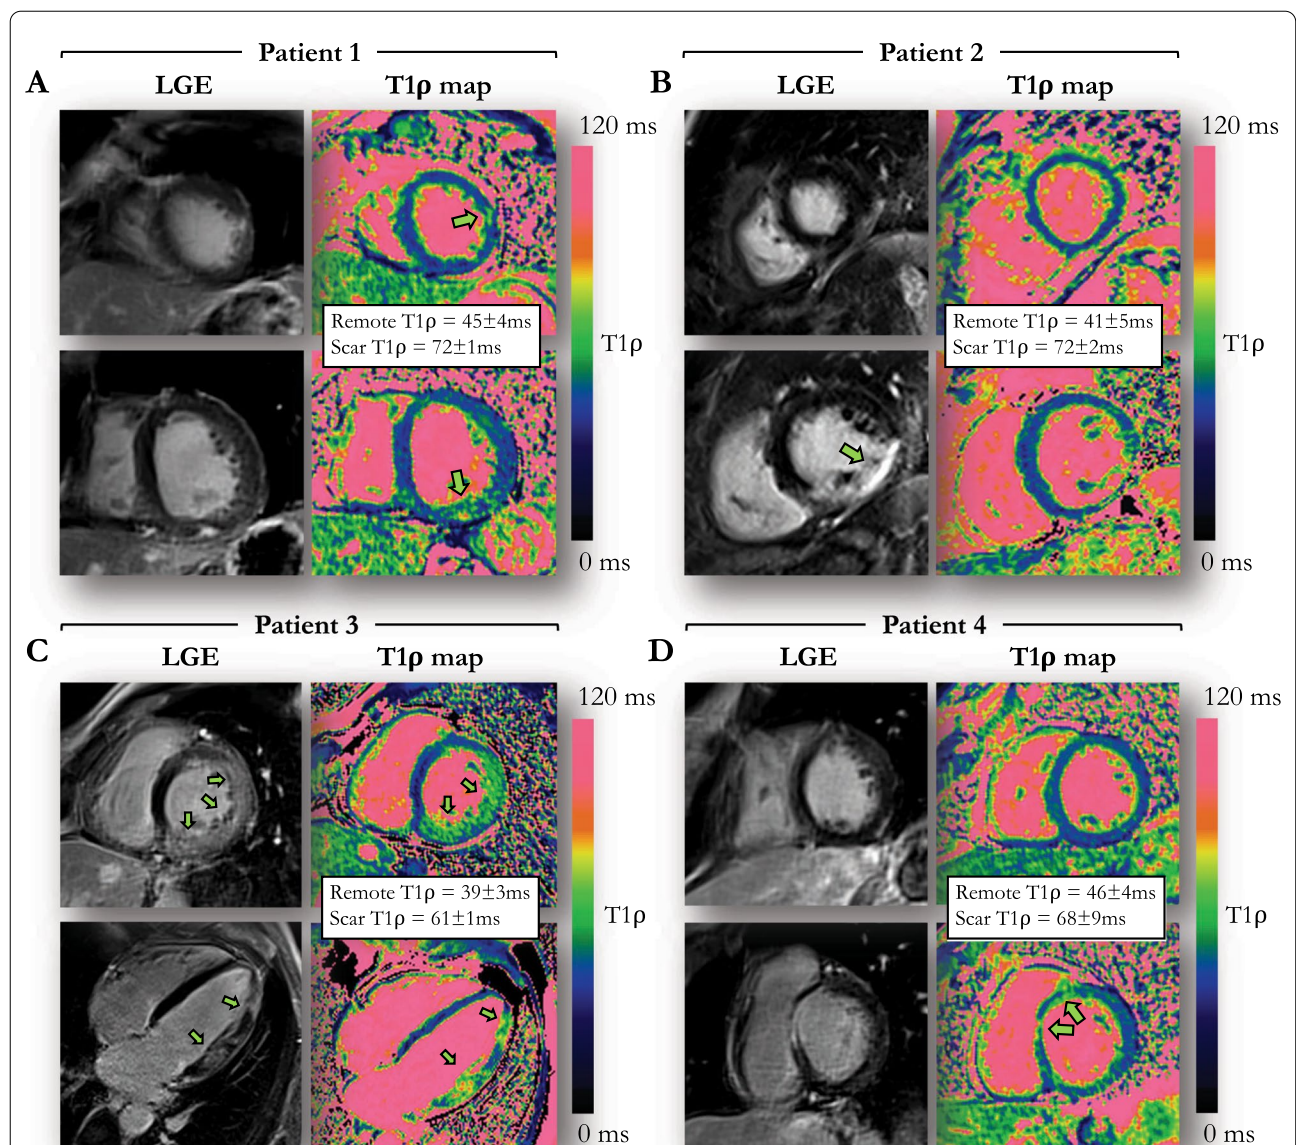 Patient 1
A
LGE
T1ρ map
120 ms
Remote T1ρ = 45±4ms
Scar T1ρ = 72±1ms
T1ρ
0 ms
Patient 2
B
LGE
T1ρ map
120 ms
Remote T1ρ = 41±5ms
Scar T1ρ = 72±2ms
T1ρ
0 ms
Patient 3
C
LGE
T1ρ map
120 ms
Remote T1ρ = 39±3ms
Scar T1ρ = 61±1ms
T1ρ
0 ms
Patient 4
D
LGE
T1ρ map
120 ms
Remote T1ρ = 46±4ms
Scar T1ρ = 68±9ms
T1ρ
0 ms